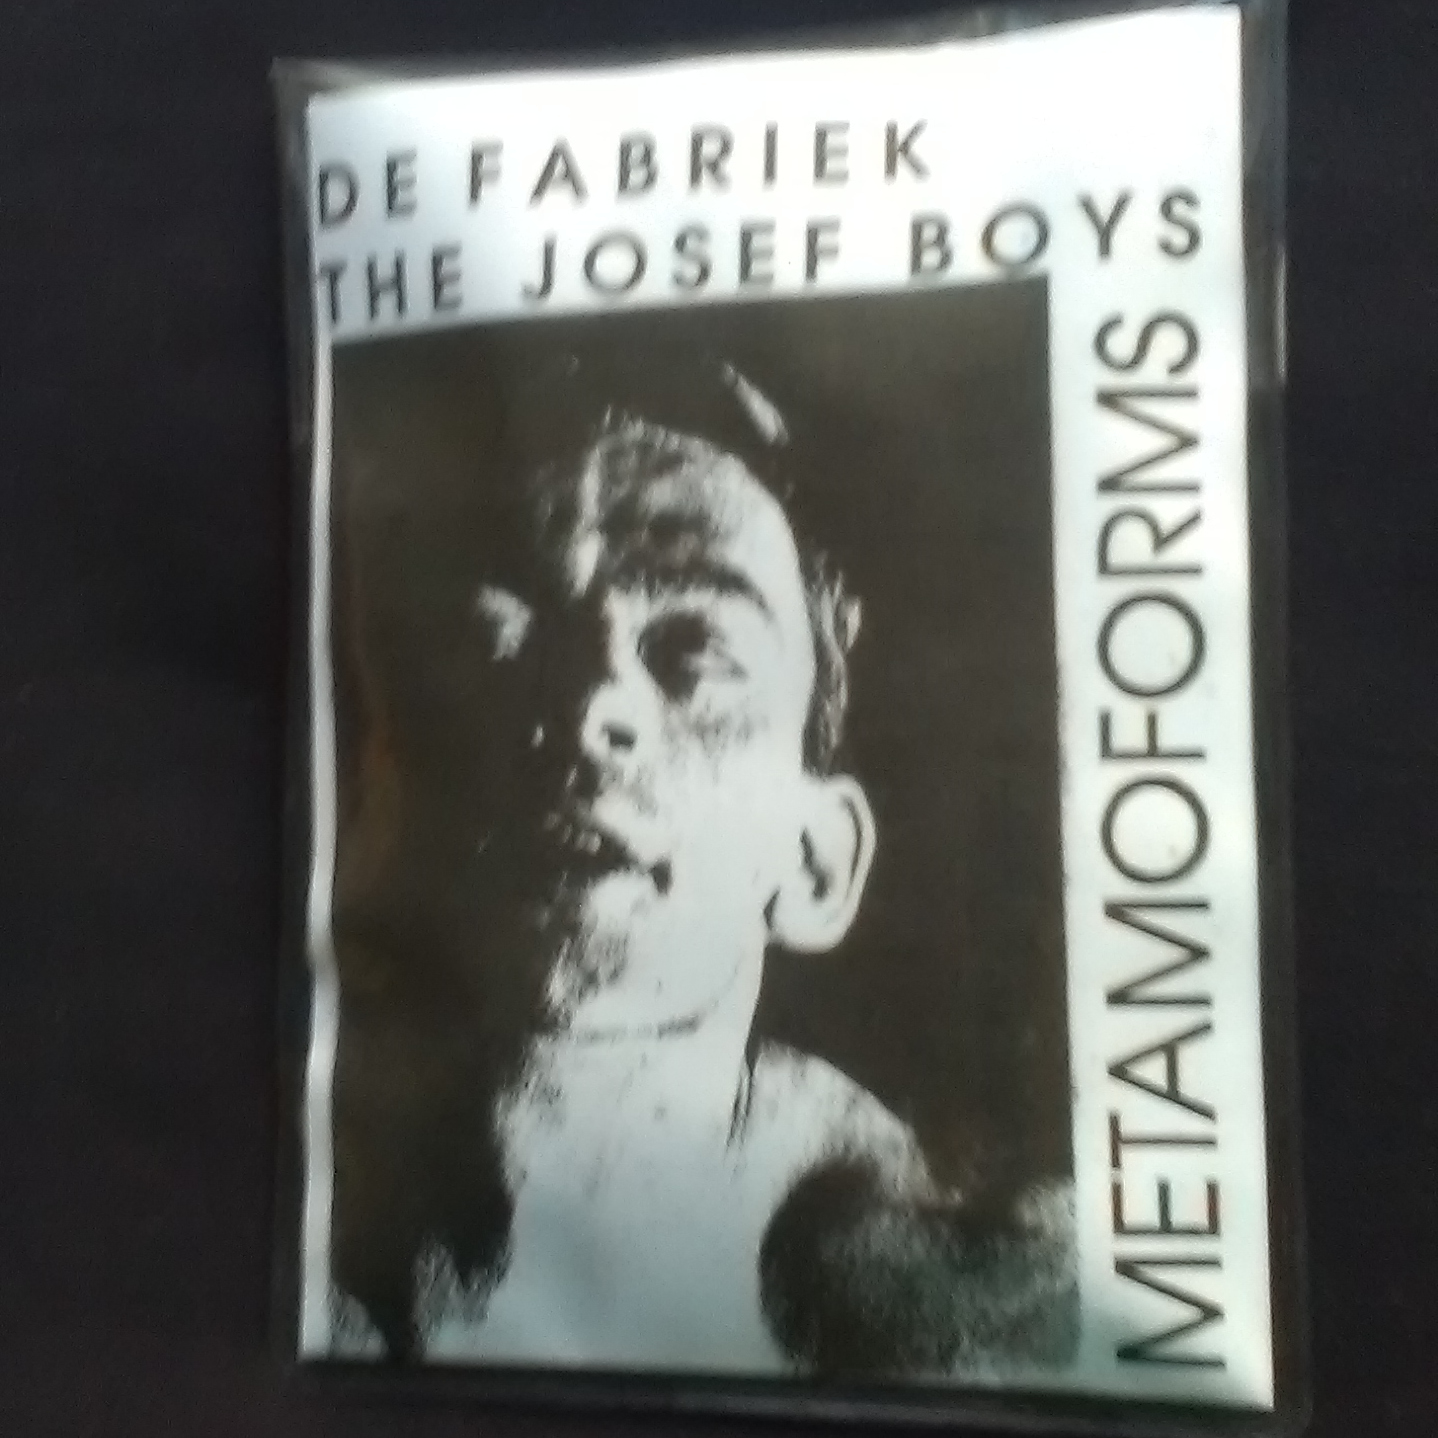 DE FABRIEK
THE JOSEF BOYS
METAMOFORMS